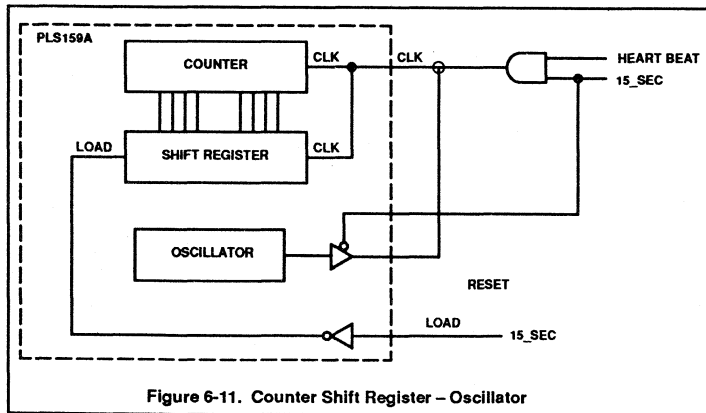 PLS159A
COUNTER
CLK
CLK
HEART BEAT
15_SEC
LOAD
SHIFT REGISTER
CLK
OSCILLATOR
RESET
LOAD
15_SEC
Figure 6-11. Counter Shift Register – Oscillator